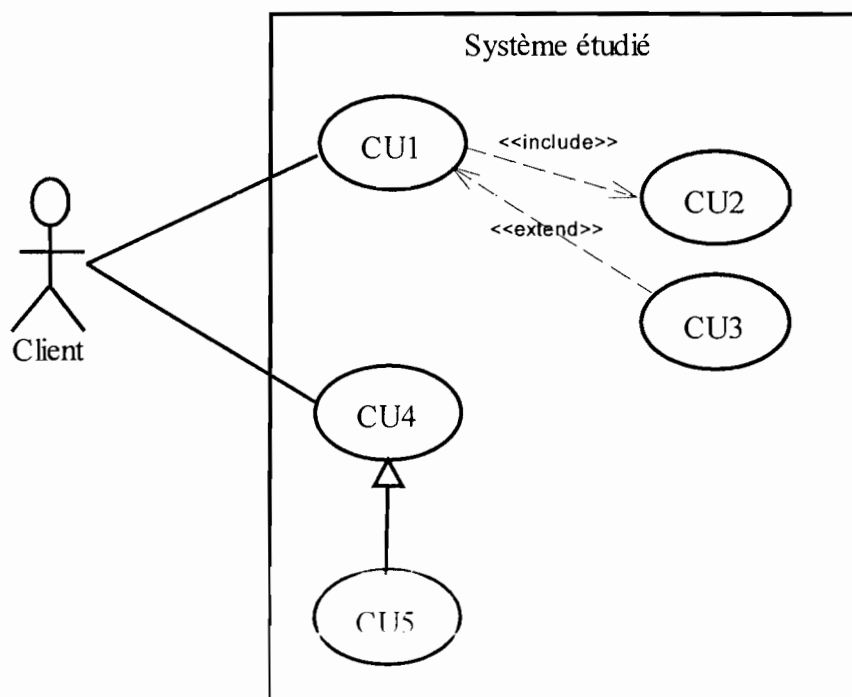 Système étudié
CU1
<<include>>
CU2
<<extend>>
CU3
Client
CU4
CU5